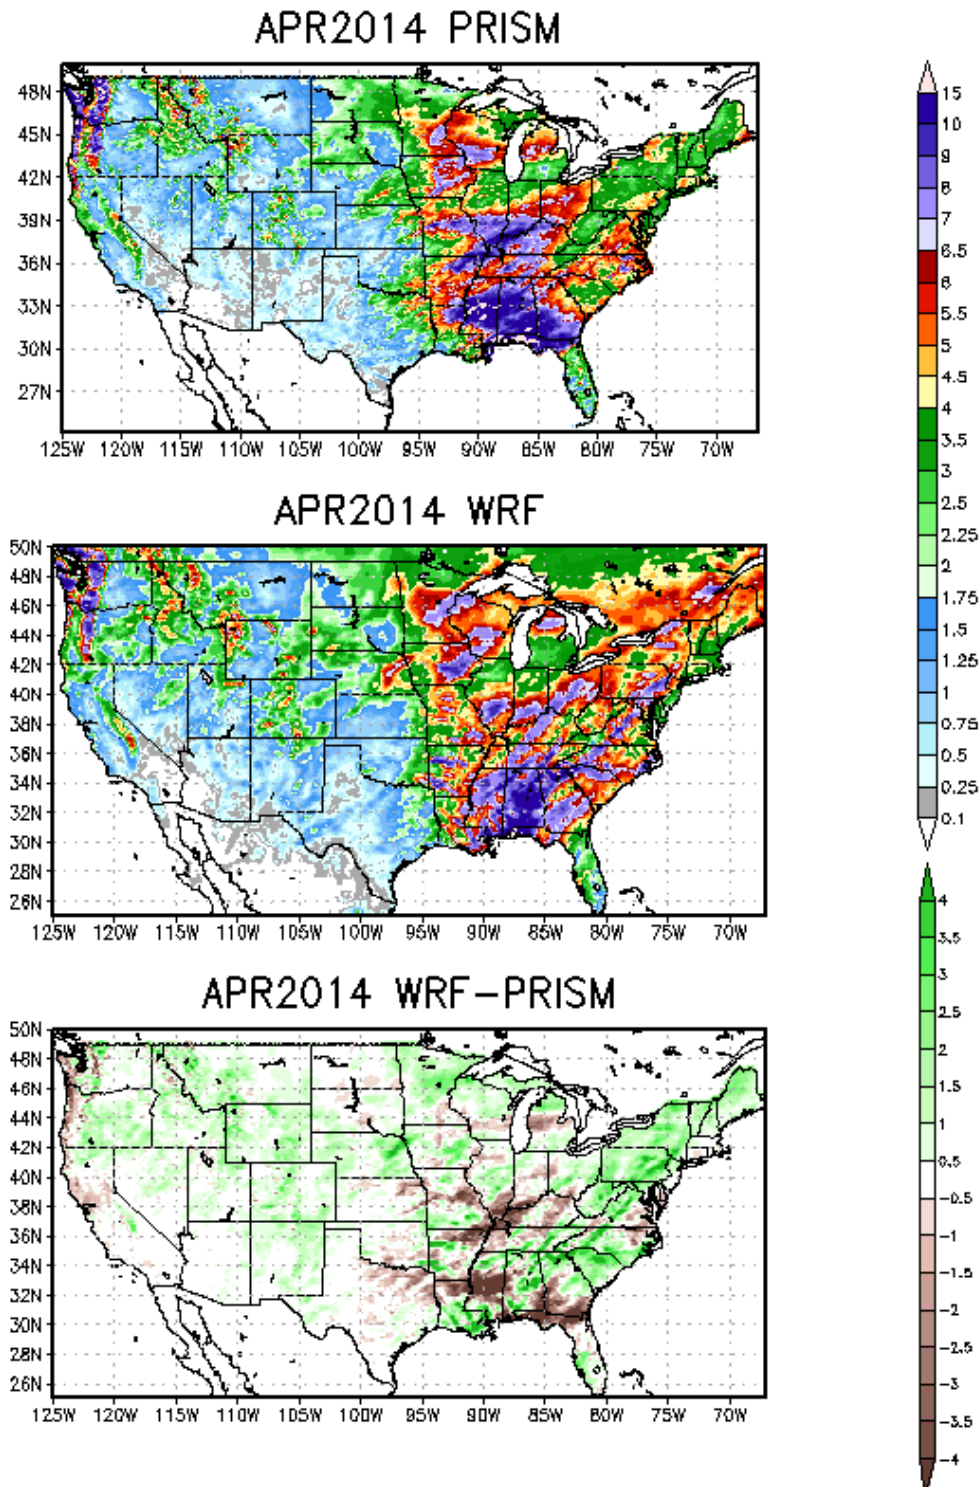 APR2014 PRISM
48N
45N
42N
39N
36N
33N
30N
27N
125W 120W 115W 110W 105W 100W 95W 90W 85W 80W 75W 70W
APR2014 WRF
50N
48N
46N
44N
42N
40N
38N
36N
34N
32N
30N
28N
26N
125W 120W 115W 110W 105W 100W 95W 90W 85W 80W 75W 70W
APR2014 WRF-PRISM
50N
48N
46N
44N
42N
40N
38N
36N
34N
32N
30N
28N
26N
125W 120W 115W 110W 105W 100W 95W 90W 85W 80W 75W 70W
15
10
9
8
7
6.5
6
5.5
5
4.5
4
3.5
3
2.5
2.25
2
1.75
1.5
1.25
1
0.75
0.5
0.25
0.1
4
3.5
3
2.5
2
1.5
1
0.5
-0.5
-1
-1.5
-2
-2.5
-3
-3.5
-4